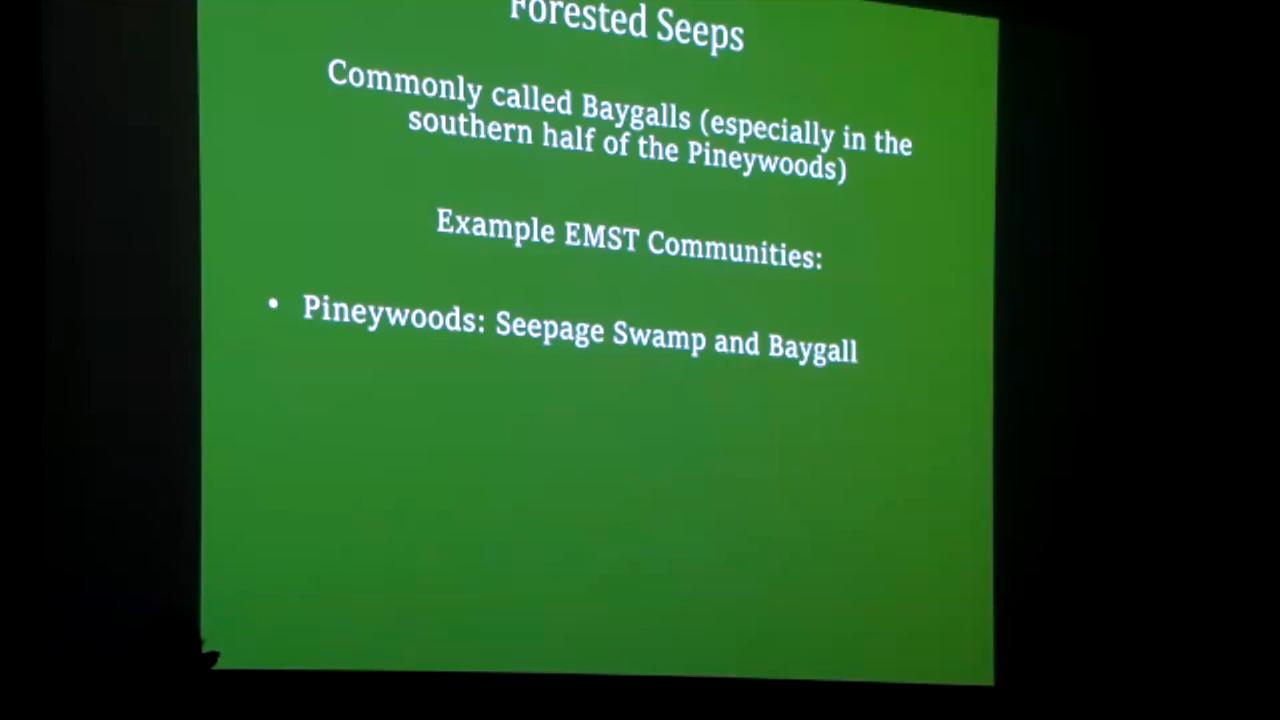 Forested Seeps
Commonly called Baygalls (especially in the
southern half of the Pineywoods)
Example EMST Communities:
• Pineywoods: Seepage Swamp and Baygall